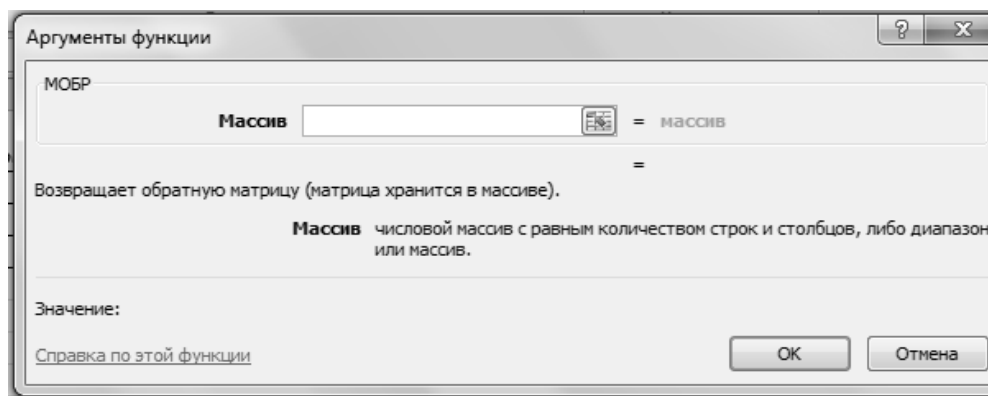 Аргументы функции
МОБР
Массив = массив
=
Возвращает обратную матрицу (матрица хранится в массиве).
Массив числовой массив с равным количеством строк и столбцов, либо диапазон
или массив.
Значение:
Справка по этой функции
ОК Отмена